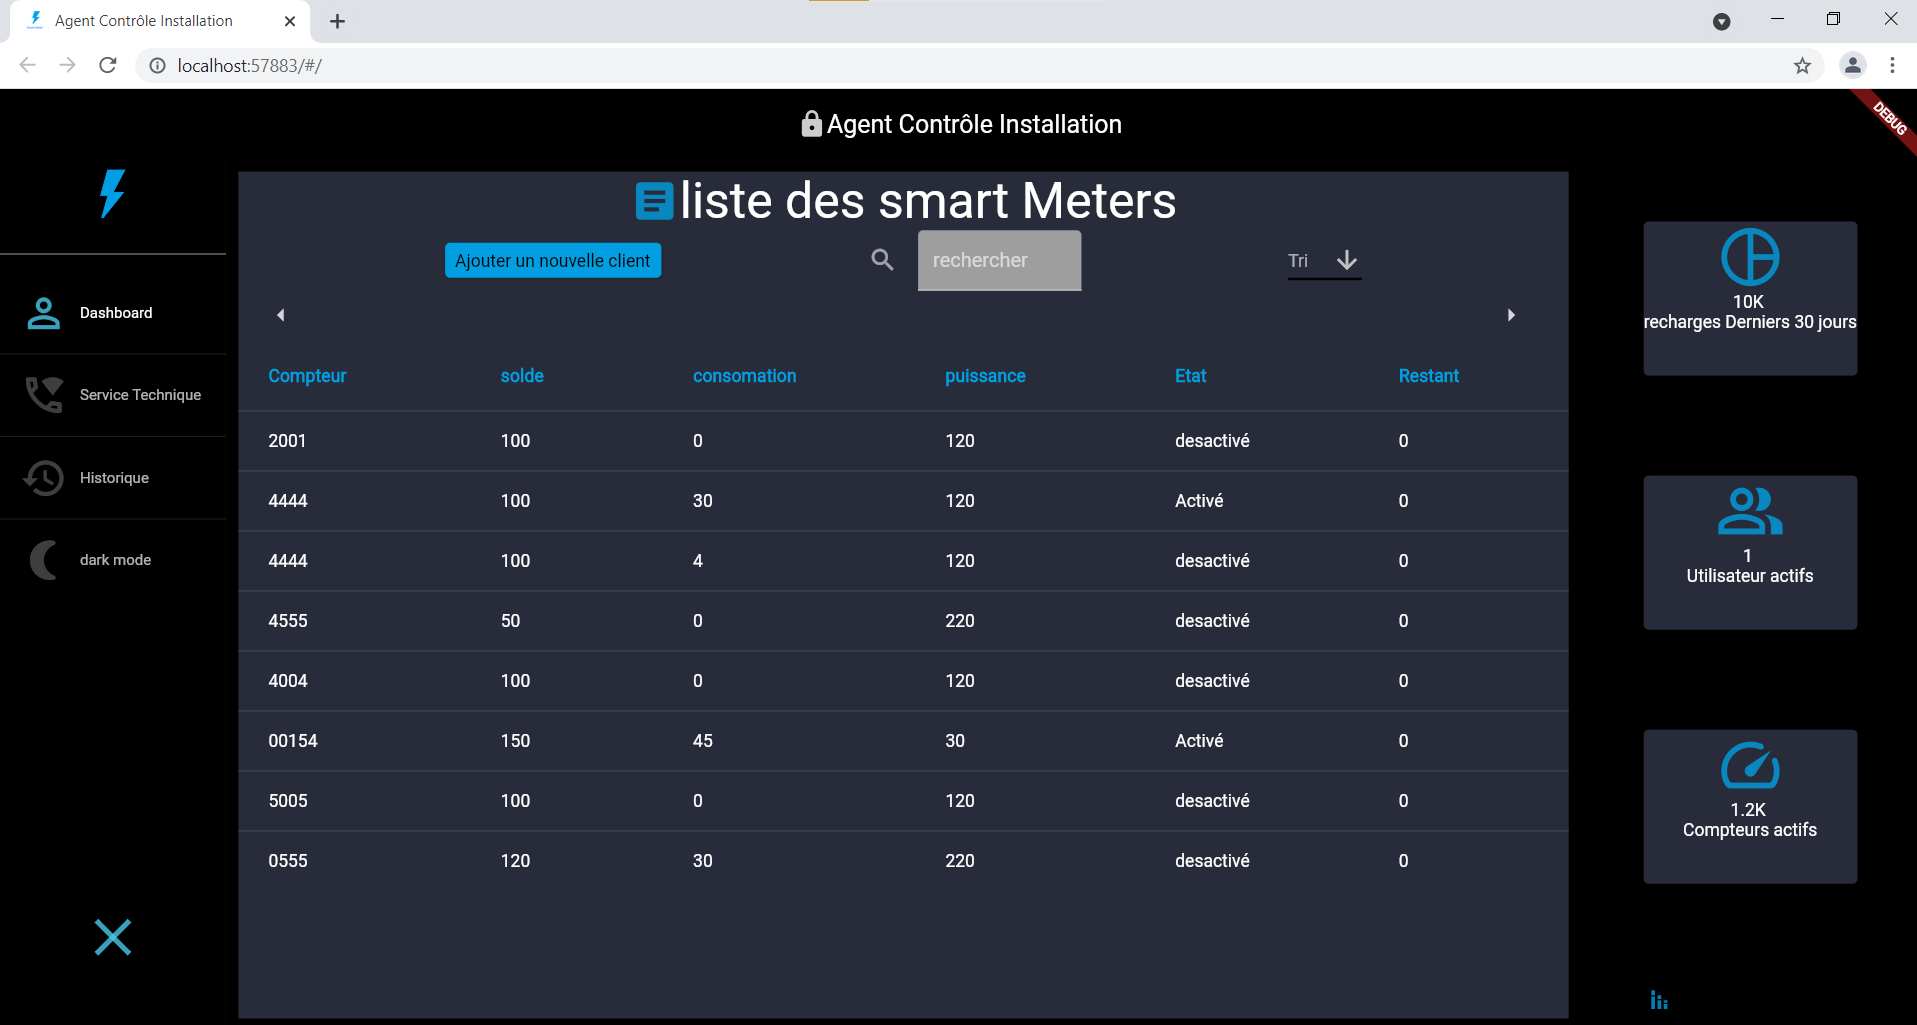 Agent Contrôle Installation
localhost:57883/#/
DEBUG
Agent Contrôle Installation
liste des smart Meters
Ajouter un nouvelle client
rechercher
Tri
Dashboard
Service Technique
Historique
dark mode
Compteur solde consomation puissance Etat Restant
2001 100 0 120 desactivé 0
4444 100 30 120 Activé 0
4444 100 4 120 desactivé 0
4555 50 0 220 desactivé 0
4004 100 0 120 desactivé 0
00154 150 45 30 Activé 0
5005 100 0 120 desactivé 0
0555 120 30 220 desactivé 0
10K
recharges Derniers 30 jours
1
Utilisateur actifs
1.2K
Compteurs actifs